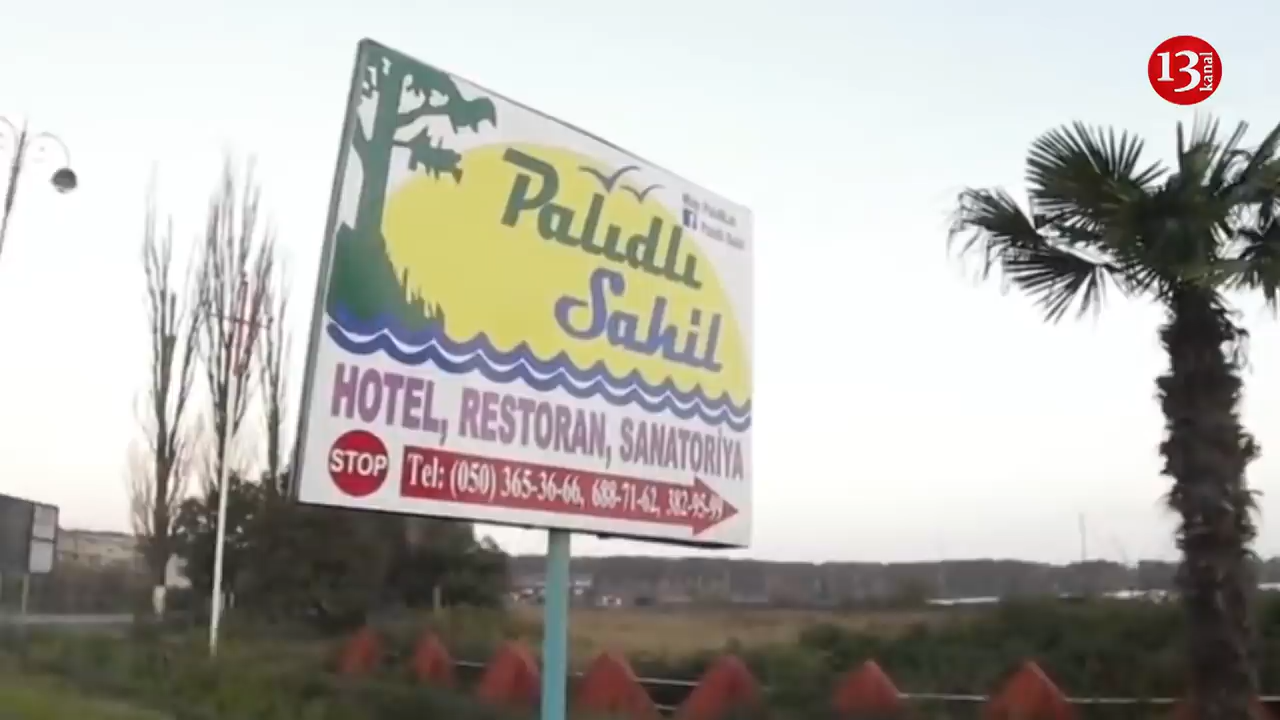 13 kanal
Palıdlı
Sahil
HOTEL, RESTORAN, SANATORİYA
STOP
Tel: (050) 365-36-66, 688-71-62, 382-95-99